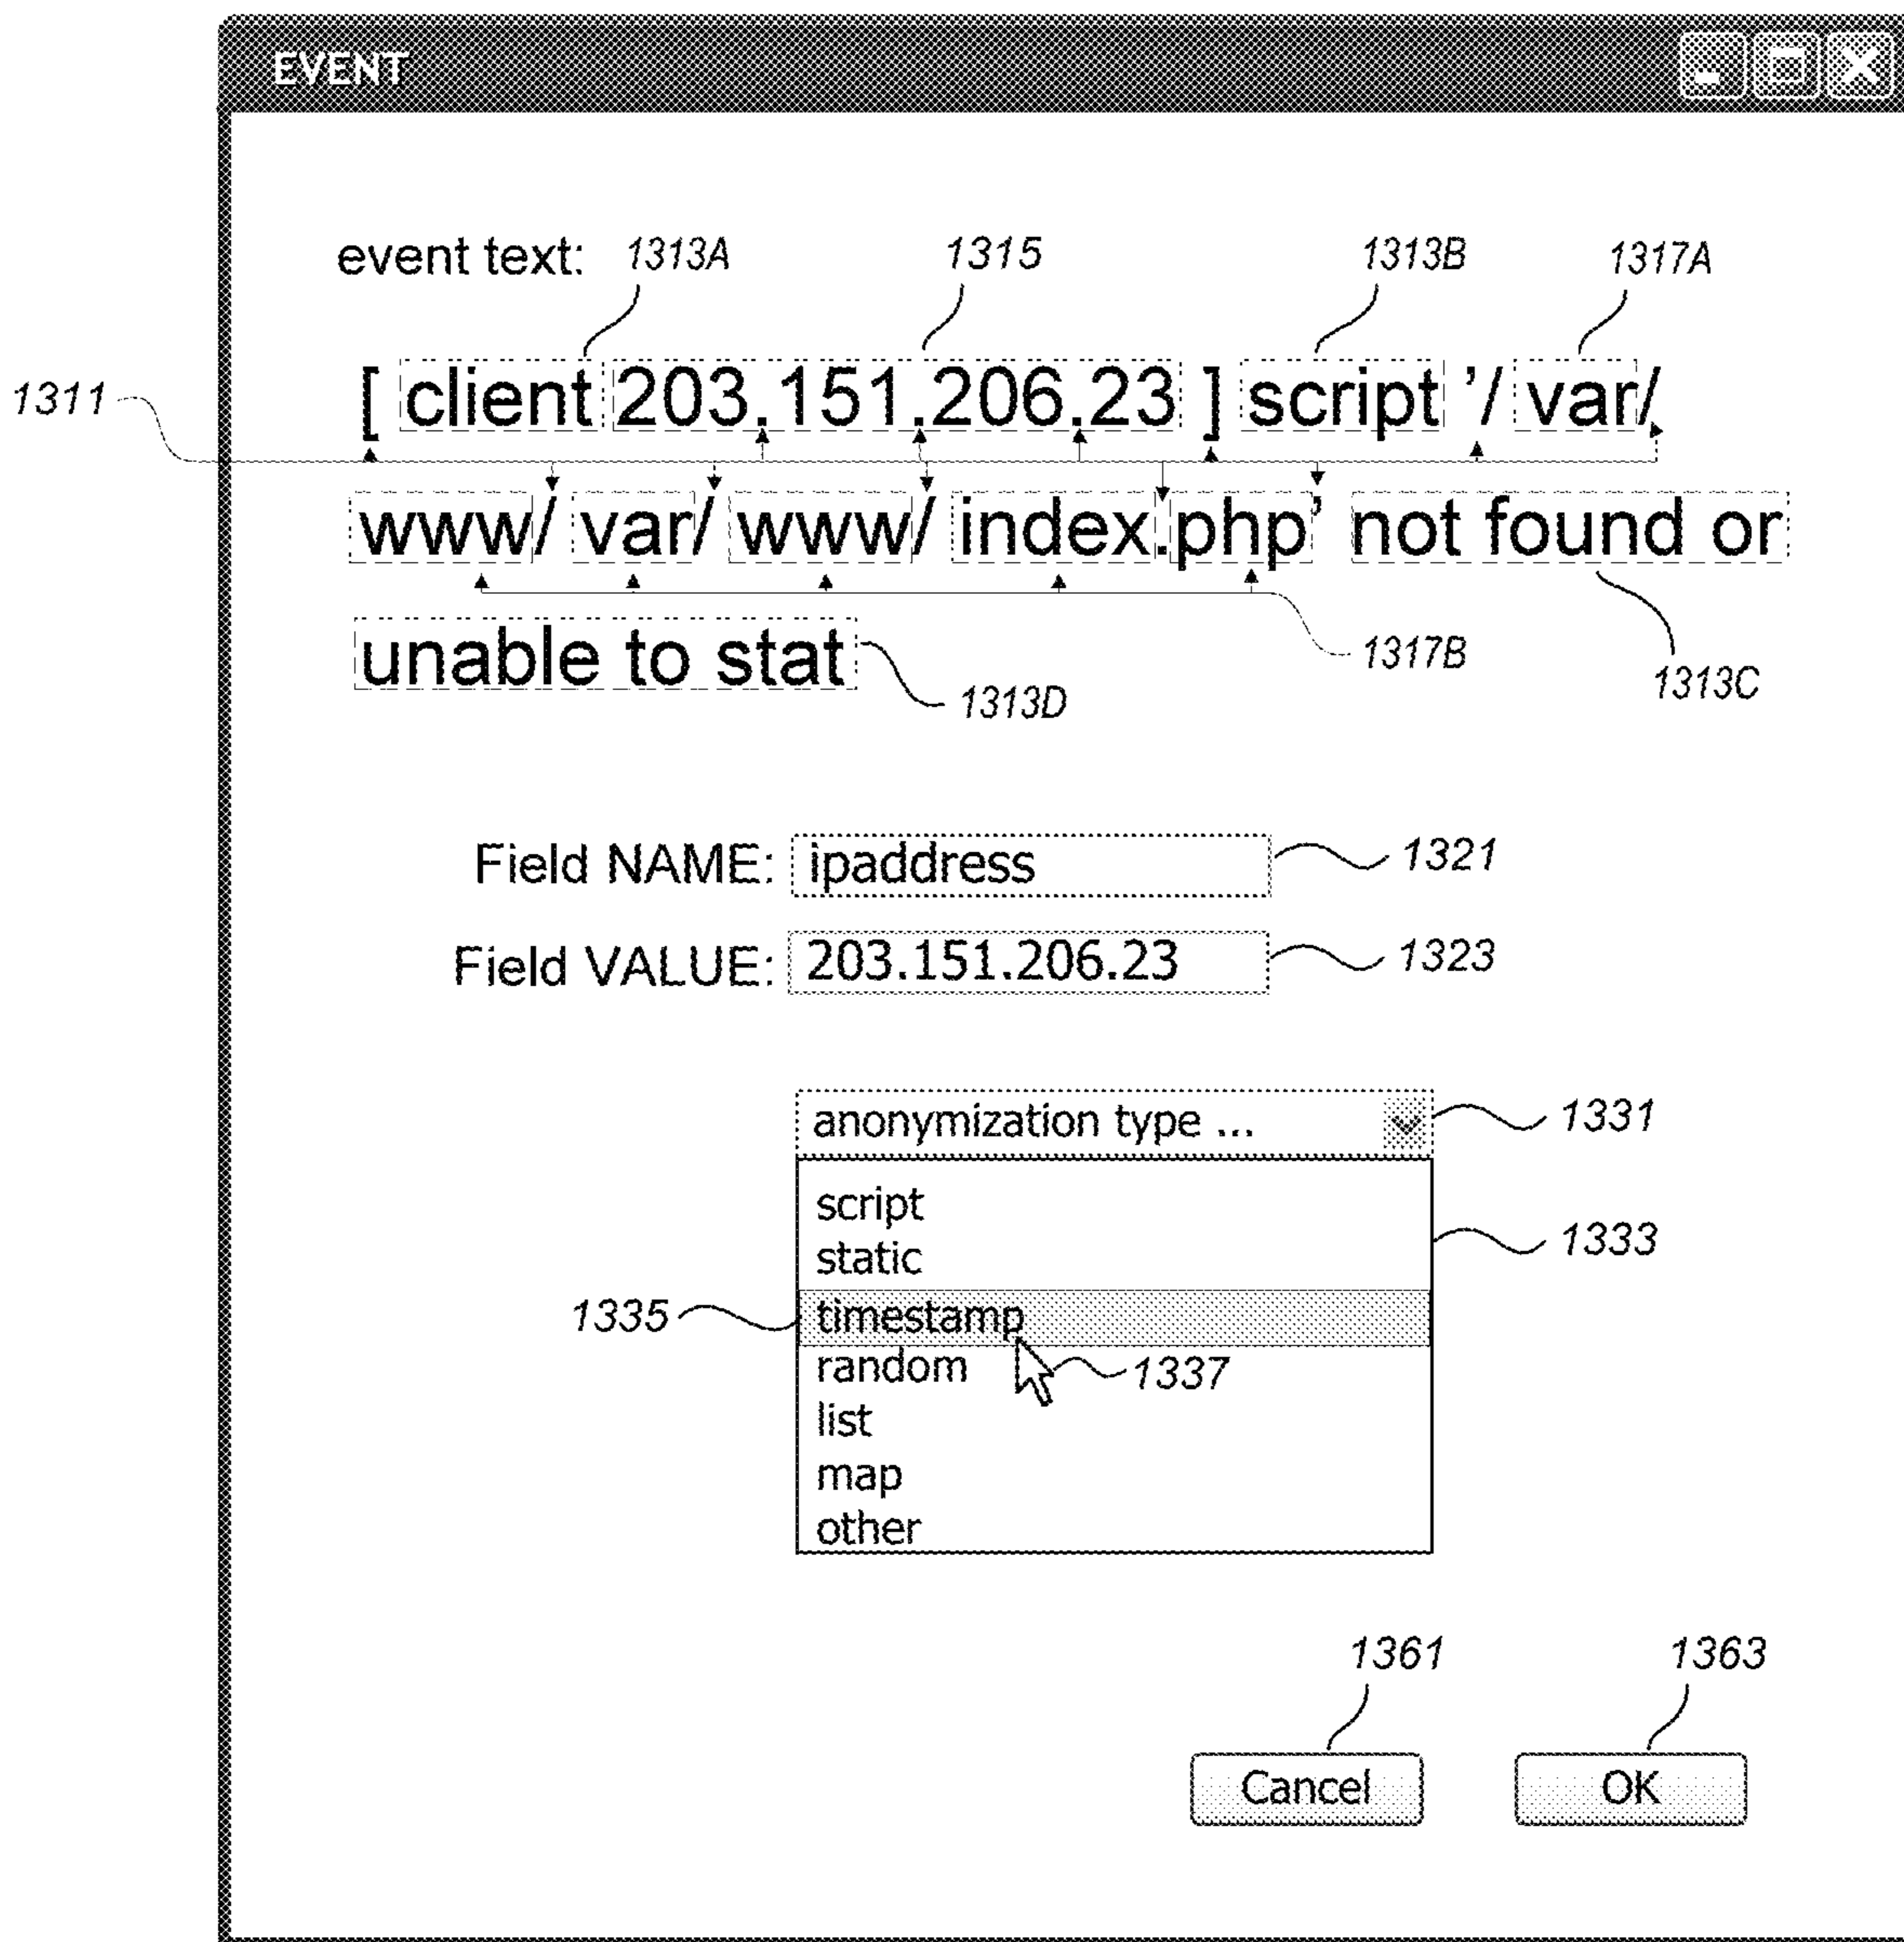 EVENT
event text: 1313A 1315 1313B 1317A
1311 [ client 203.151.206.23 ] script '/ var/
www/ var/ www/ index.php' not found or
unable to stat 1317B 1313C
1313D
Field NAME: ipaddress 1321
Field VALUE: 203.151.206.23 1323
anonymization type ... 1331
script
static 1333
1335 timestamp
random 1337
list
map
other
1361 1363
Cancel OK